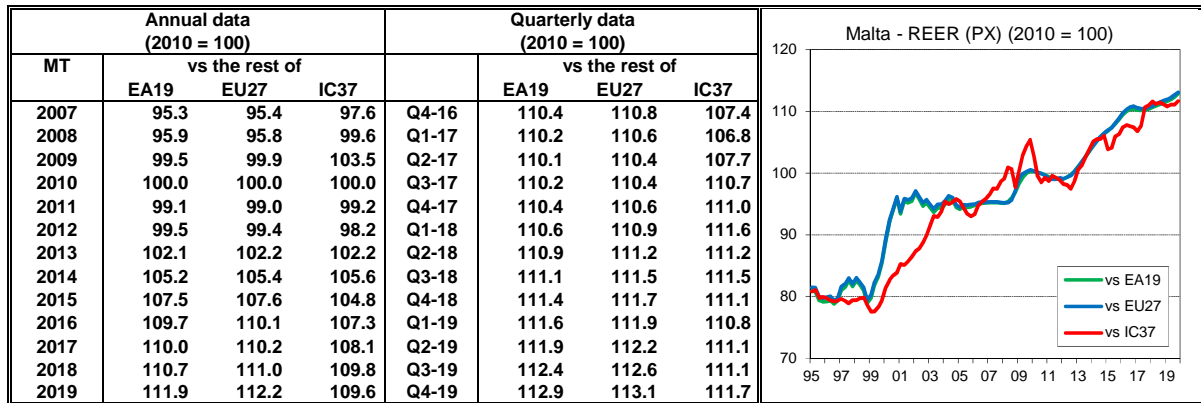 Annual data Quarterly data
(2010 = 100) (2010 = 100)
MT vs the rest of vs the rest of
EA19 EU27 IC37 EA19 EU27 IC37
2007 95.3 95.4 97.6 Q4-16 110.4 110.8 107.4
2008 95.9 95.8 99.6 Q1-17 110.2 110.6 106.8
2009 99.5 99.9 103.5 Q2-17 110.1 110.4 107.7
2010 100.0 100.0 100.0 Q3-17 110.2 110.4 110.7
2011 99.1 99.0 99.2 Q4-17 110.4 110.6 111.0
2012 99.5 99.4 98.2 Q1-18 110.6 110.9 111.6
2013 102.1 102.2 102.2 Q2-18 110.9 111.2 111.2
2014 105.2 105.4 105.6 Q3-18 111.1 111.5 111.5
2015 107.5 107.6 104.8 Q4-18 111.4 111.7 111.1
2016 109.7 110.1 107.3 Q1-19 111.6 111.9 110.8
2017 110.0 110.2 108.1 Q2-19 111.9 112.2 111.1
2018 110.7 111.0 109.8 Q3-19 112.4 112.6 111.1
2019 111.9 112.2 109.6 Q4-19 112.9 113.1 111.7
Malta - REER (PX) (2010 = 100)
120
110
100
90
80
70
95 97 99 01 03 05 07 09 11 13 15 17 19
vs EA19
vs EU27
vs IC37